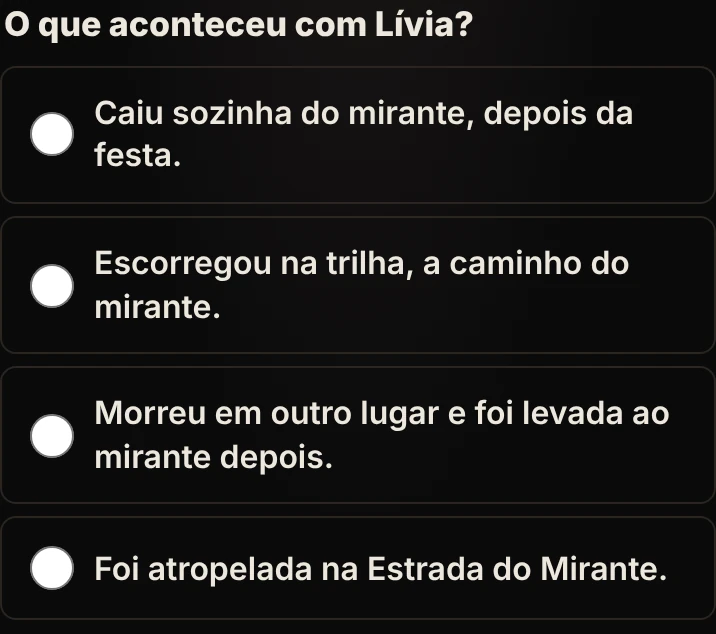 O que aconteceu com Lívia?
Caiu sozinha do mirante, depois da
festa.
Escorregou na trilha, a caminho do
mirante.
Morreu em outro lugar e foi levada ao
mirante depois.
Foi atropelada na Estrada do Mirante.